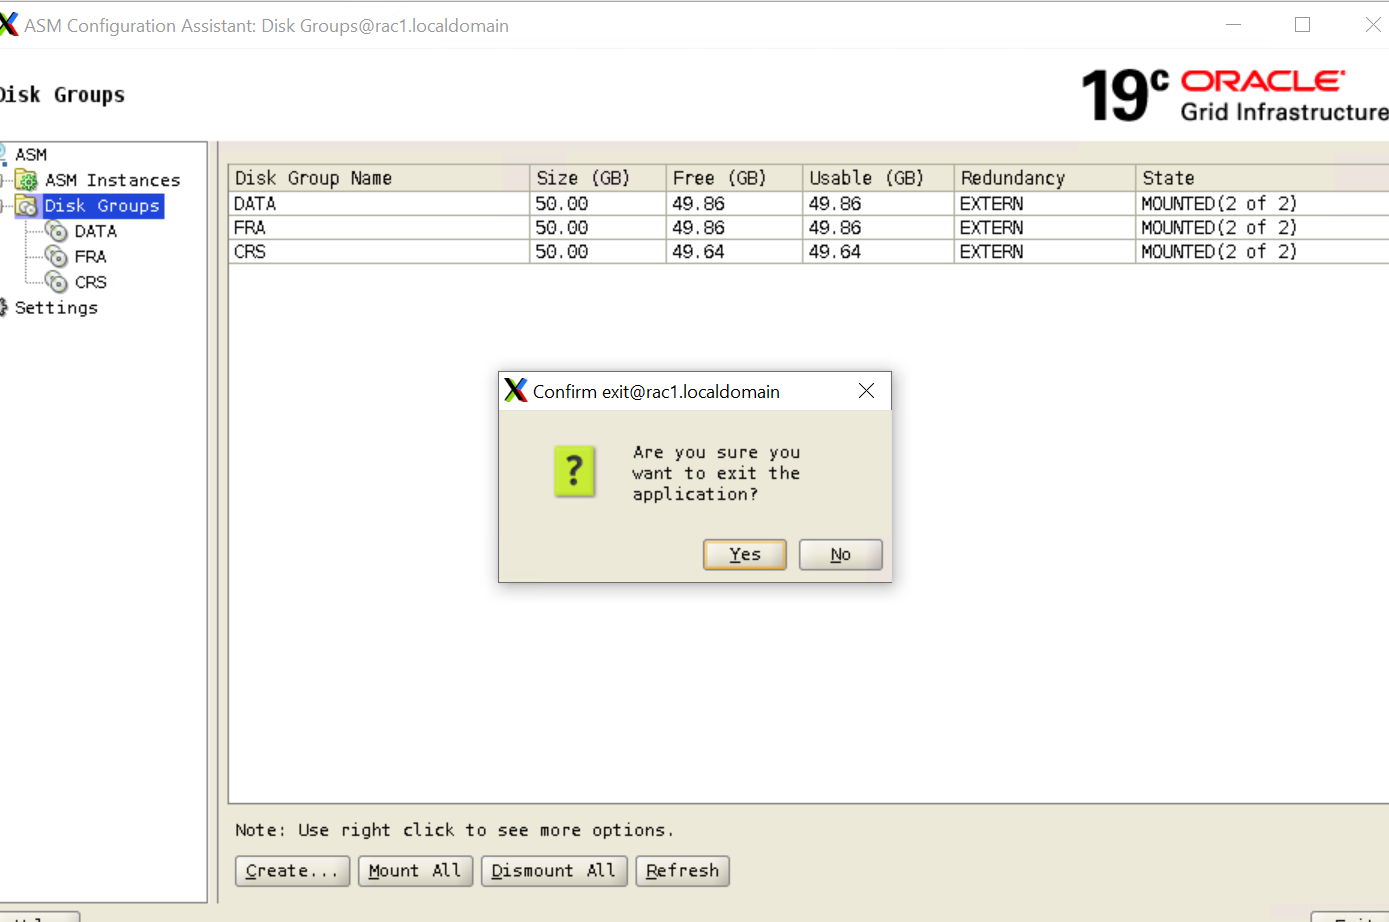 ASM Configuration Assistant: Disk Groups@rac1.localdomain
Disk Groups
19c ORACLE
Grid Infrastructure
ASM
ASM Instances
Disk Groups
DATA
FRA
CRS
Settings
Disk Group Name Size (GB) Free (GB) Usable (GB) Redundancy State
DATA 50.00 49.86 49.86 EXTERN MOUNTED(2 of 2)
FRA 50.00 49.86 49.86 EXTERN MOUNTED(2 of 2)
CRS 50.00 49.64 49.64 EXTERN MOUNTED(2 of 2)
Confirm exit@rac1.localdomain
Are you sure you
want to exit the
application?
Yes No
Note: Use right click to see more options.
Create... Mount All Dismount All Refresh